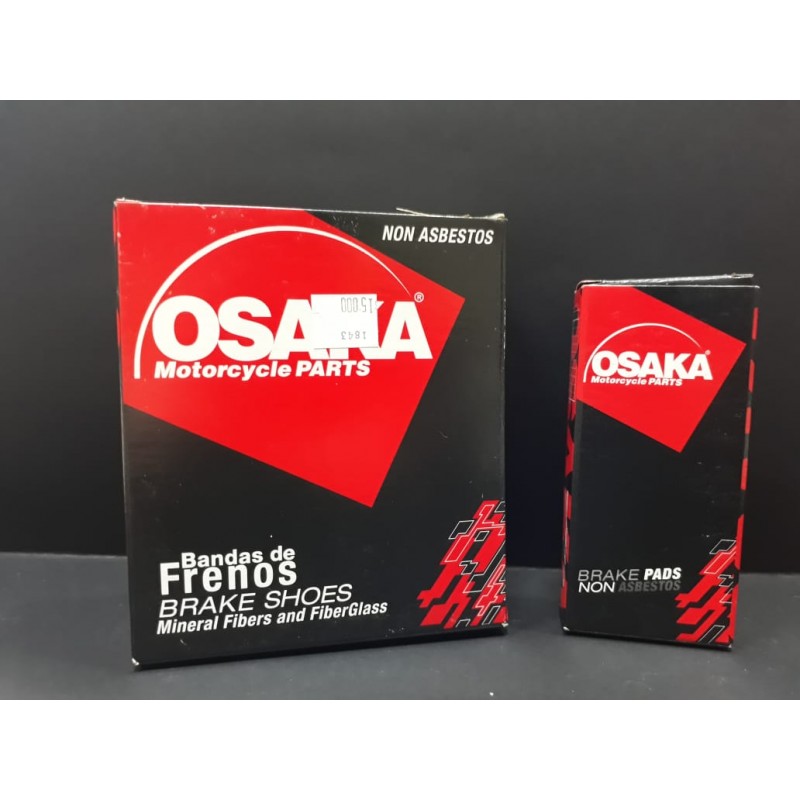 NON ASBESTOS
OSAKA®
15.000
1843
Motorcycle PARTS
Bandas de
Frenos
BRAKE SHOES
Mineral Fibers and FiberGlass
OSAKA®
Motorcycle PARTS
BRAKE PADS
NON ASBESTOS